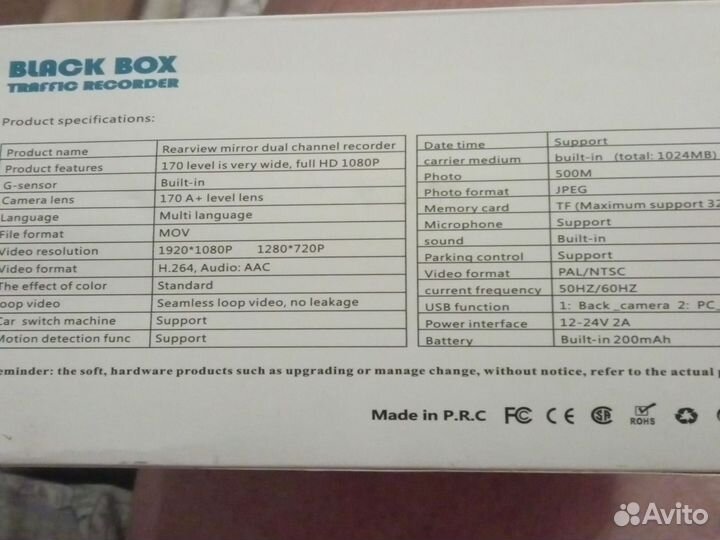 BLACK BOX
TRAFFIC RECORDER
Product specifications:
Product name Rearview mirror dual channel recorder
Product features 170 level is very wide, full HD 1080P
G-sensor Built-in
Camera lens 170 A+ level lens
Language Multi language
File format MOV
Video resolution 1920*1080P 1280*720P
Video format H.264, Audio: AAC
The effect of color Standard
oop video Seamless loop video, no leakage
Car switch machine Support
Motion detection func Support
Date time Support
carrier medium built-in (total: 1024MB)
Photo 500M
Photo format JPEG
Memory card TF (Maximum support 32
Microphone Support
sound Built-in
Parking control Support
Video format PAL/NTSC
current frequency 50HZ/60HZ
USB function 1: Back_camera 2: PC_
Power interface 12-24V 2A
Battery Built-in 200mAh
eminder: the soft, hardware products such as upgrading or manage change, without notice, refer to the actual p
Made in P.R.C FC CE SA ROHS
Avito